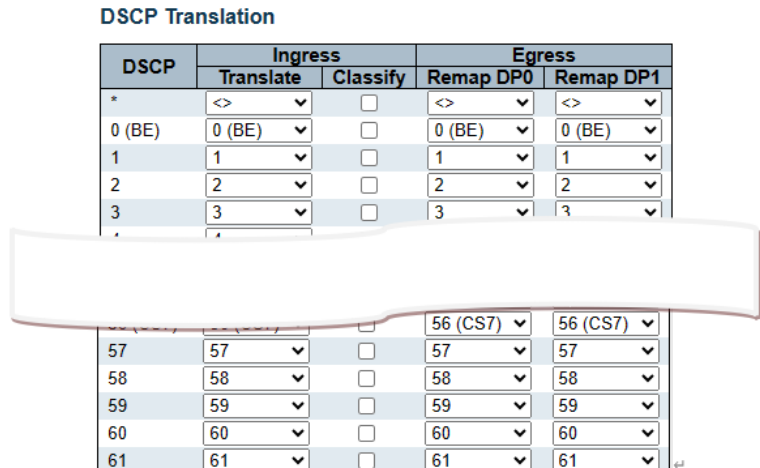 DSCP Translation
DSCP Ingress Egress
Translate Classify Remap DP0 Remap DP1
* <> <> <>
0 (BE) 0 (BE) 0 (BE) 0 (BE)
1 1 1 1
2 2 2 2
3 3 3 3
56 (CS7) 56 (CS7)
57 57 57 57
58 58 58 58
59 59 59 59
60 60 60 60
61 61 61 61